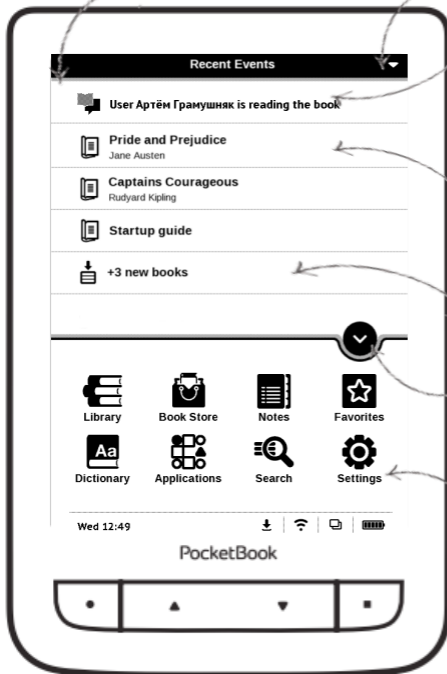 Recent Events
User Артём Грамушняк is reading the book
Pride and Prejudice
Jane Austen
Captains Courageous
Rudyard Kipling
Startup guide
+3 new books
Library Book Store Notes Favorites
Aa
Dictionary Applications Search Settings
Wed 12:49
PocketBook